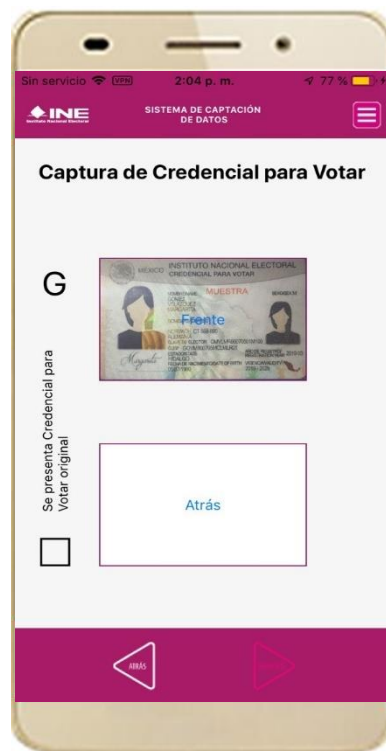 Sin servicio VPN 2:04 p. m. 77 %
INE
Instituto Nacional Electoral
SISTEMA DE CAPTACIÓN
DE DATOS
Captura de Credencial para Votar
G
MÉXICO INSTITUTO NACIONAL ELECTORAL
CREDENCIAL PARA VOTAR
MUESTRA
Frente
Se presenta Credencial para
Votar original
Atrás
ATRÁS